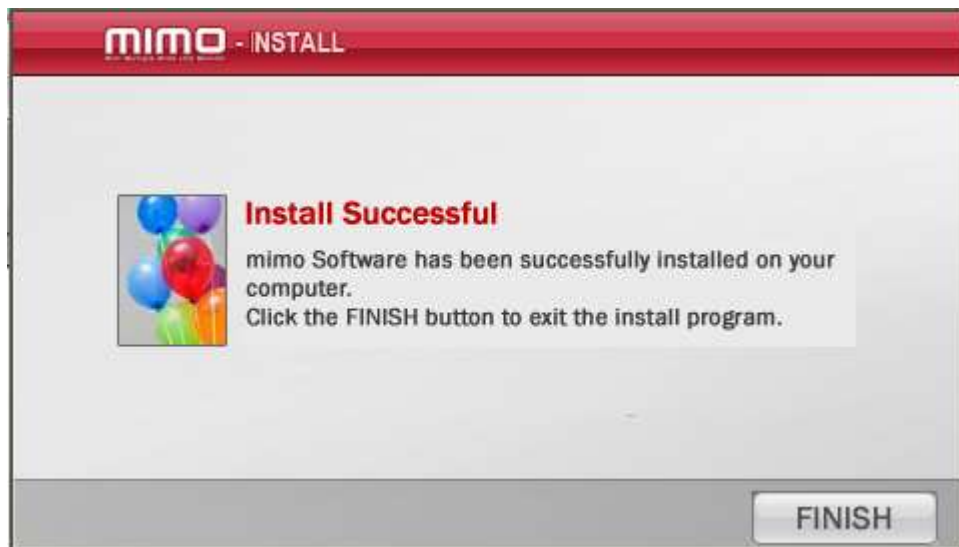 mimo - INSTALL
Install Successful
mimo Software has been successfully installed on your
computer.
Click the FINISH button to exit the install program.
FINISH